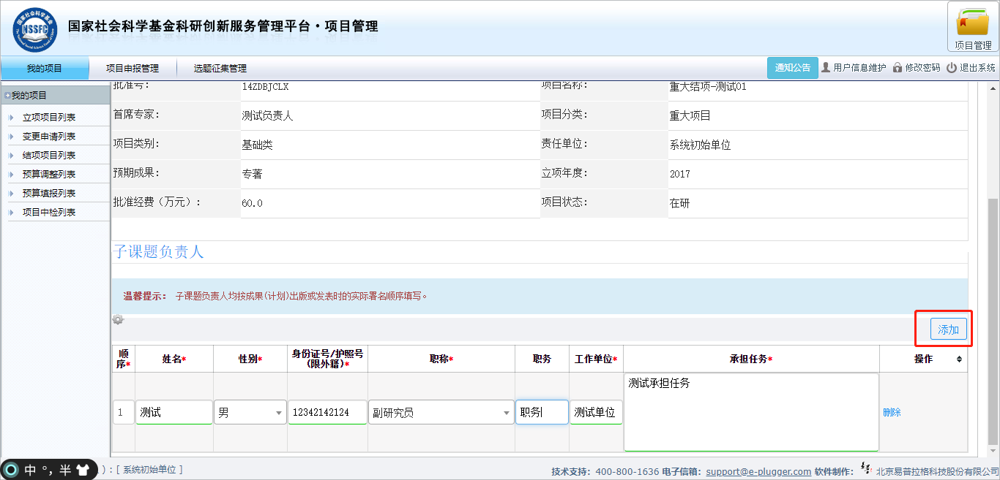 NSSFC
国家社会科学基金科研创新服务管理平台·项目管理
项目管理
我的项目 项目申报管理 选题征集管理 通知公告 用户信息维护 修改密码 退出系统
我的项目
立项项目列表
变更申请列表
结项项目列表
预算调整列表
预算填报列表
项目中检列表
批准号: 14ZDBJCLX 项目名称: 重大结项-测试01
首席专家: 测试负责人 项目分类: 重大项目
项目类别: 基础类 责任单位: 系统初始单位
预期成果: 专著 立项年度: 2017
批准经费(万元): 60.0 项目状态: 在研
子课题负责人
温馨提示: 子课题负责人均按成果(计划)出版或发表时的实际署名顺序填写。
添加
顺序* 姓名* 性别* 身份证号/护照号(限外籍)* 职称* 职务 工作单位* 承担任务* 操作
1 测试 男 12342142124 副研究员 职务 测试单位 测试承担任务 删除
中 °, 半 ) : [ 系统初始单位 ]
技术支持: 400-800-1636 电子信箱: support@e-plugger.com 软件制作: 北京易普拉格科技股份有限公司